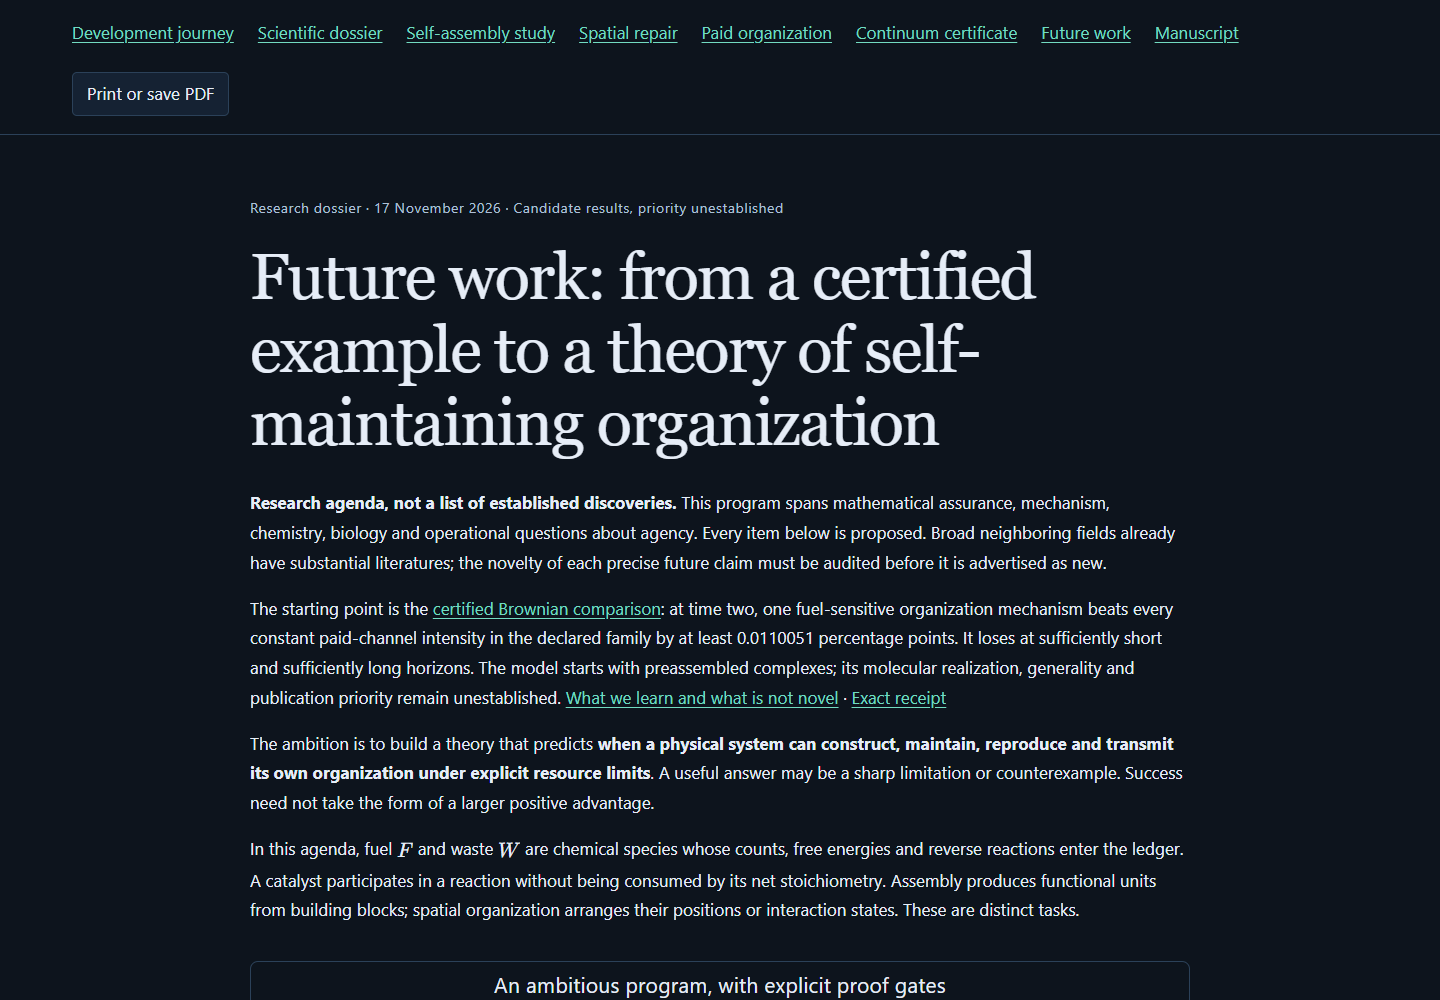 Development journey Scientific dossier Self-assembly study Spatial repair Paid organization Continuum certificate Future work Manuscript
Print or save PDF
Research dossier · 17 November 2026 · Candidate results, priority unestablished
Future work: from a certified
example to a theory of self-
maintaining organization
Research agenda, not a list of established discoveries. This program spans mathematical assurance, mechanism,
chemistry, biology and operational questions about agency. Every item below is proposed. Broad neighboring fields already
have substantial literatures; the novelty of each precise future claim must be audited before it is advertised as new.
The starting point is the certified Brownian comparison: at time two, one fuel-sensitive organization mechanism beats every
constant paid-channel intensity in the declared family by at least 0.0110051 percentage points. It loses at sufficiently short
and sufficiently long horizons. The model starts with preassembled complexes; its molecular realization, generality and
publication priority remain unestablished. What we learn and what is not novel · Exact receipt
The ambition is to build a theory that predicts when a physical system can construct, maintain, reproduce and transmit
its own organization under explicit resource limits. A useful answer may be a sharp limitation or counterexample. Success
need not take the form of a larger positive advantage.
In this agenda, fuel F and waste W are chemical species whose counts, free energies and reverse reactions enter the ledger.
A catalyst participates in a reaction without being consumed by its net stoichiometry. Assembly produces functional units
from building blocks; spatial organization arranges their positions or interaction states. These are distinct tasks.
An ambitious program, with explicit proof gates